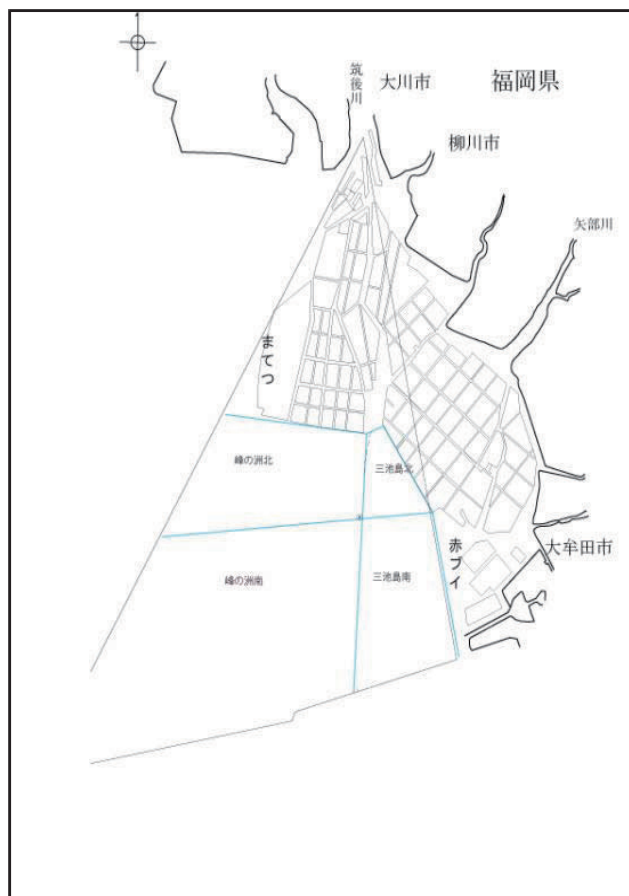 筑後川
大川市
福岡県
柳川市
矢部川
まてつ
峰の洲北
三池島北
赤ブイ
大牟田市
峰の洲南
三池島南